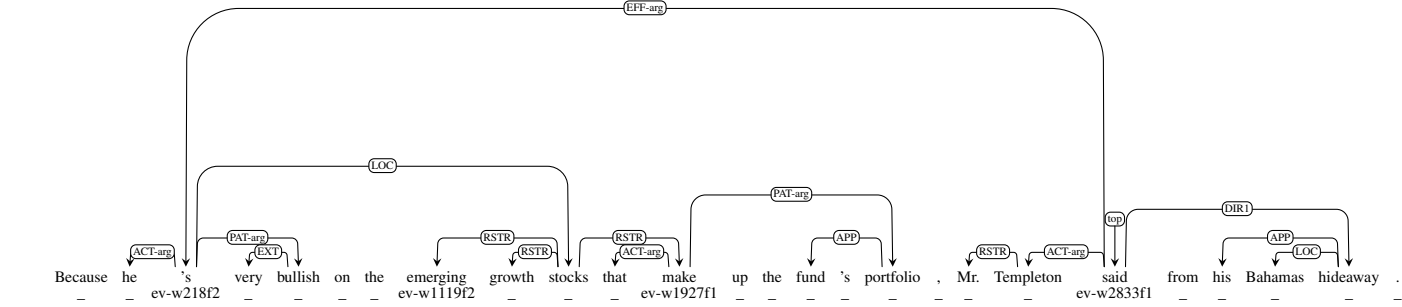 EFF-arg
LOC
PAT-arg
top DIR1
PAT-arg RSTR RSTR APP APP
ACT-arg EXT RSTR ACT-arg RSTR ACT-arg LOC
Because he 's very bullish on the emerging growth stocks that make up the fund 's portfolio , Mr. Templeton said from his Bahamas hideaway .
_ _ ev-w218f2 _ _ _ _ ev-w1119f2 _ _ _ ev-w1927f1 _ _ _ _ _ _ _ _ ev-w2833f1 _ _ _ _ _